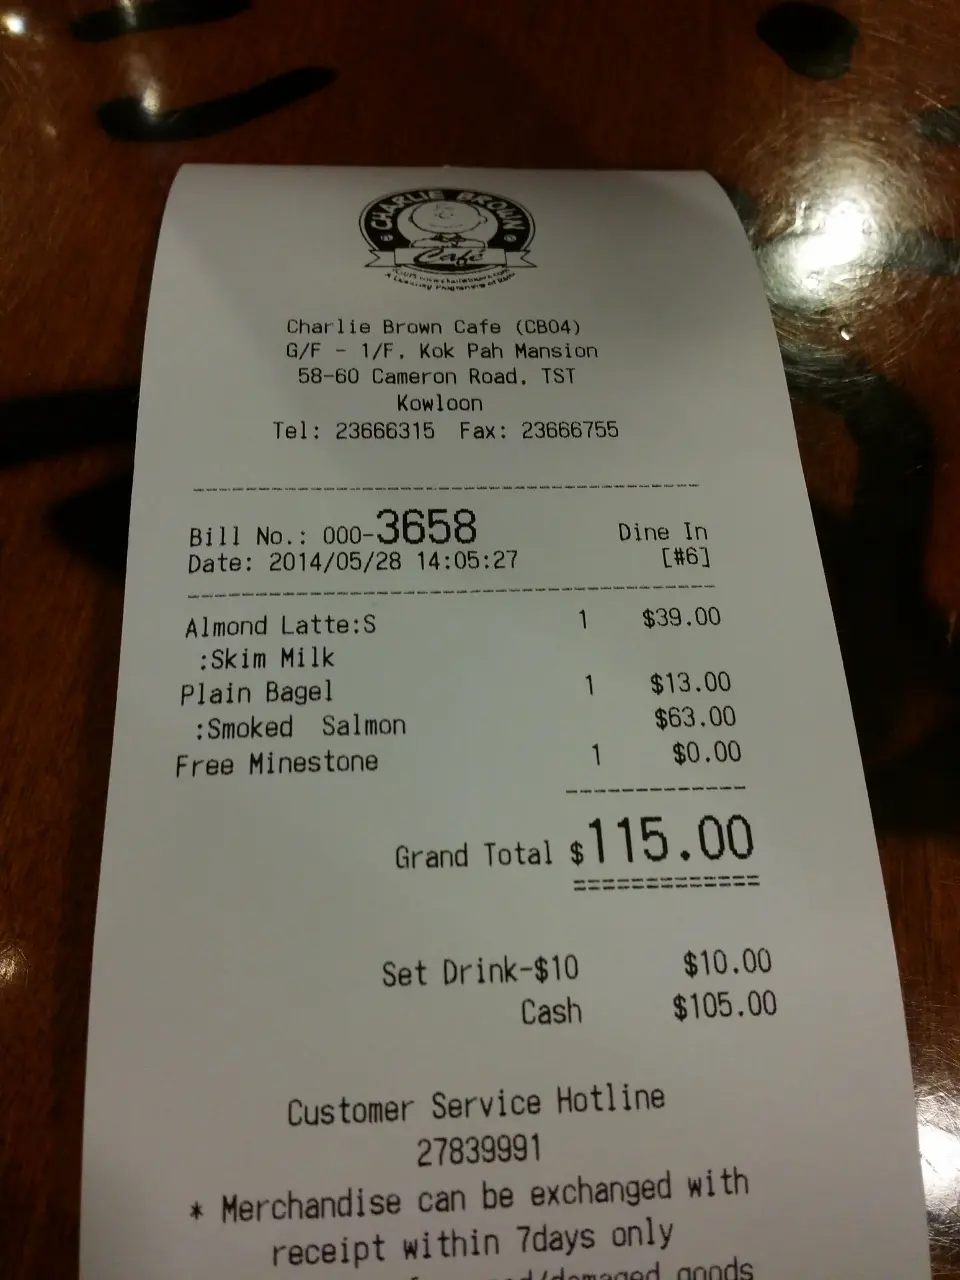 CHARLIE BROWN
Café
Charlie Brown Cafe (CB04)
G/F - 1/F, Kok Pah Mansion
58-60 Cameron Road, TST
Kowloon
Tel: 23666315 Fax: 23666755
Bill No.: 000-3658 Dine In
Date: 2014/05/28 14:05:27 [#6]
Almond Latte:S 1 $39.00
:Skim Milk
Plain Bagel 1 $13.00
:Smoked Salmon $63.00
Free Minestone 1 $0.00
Grand Total $115.00
Set Drink-$10 $10.00
Cash $105.00
Customer Service Hotline
27839991
* Merchandise can be exchanged with
receipt within 7days only
goods